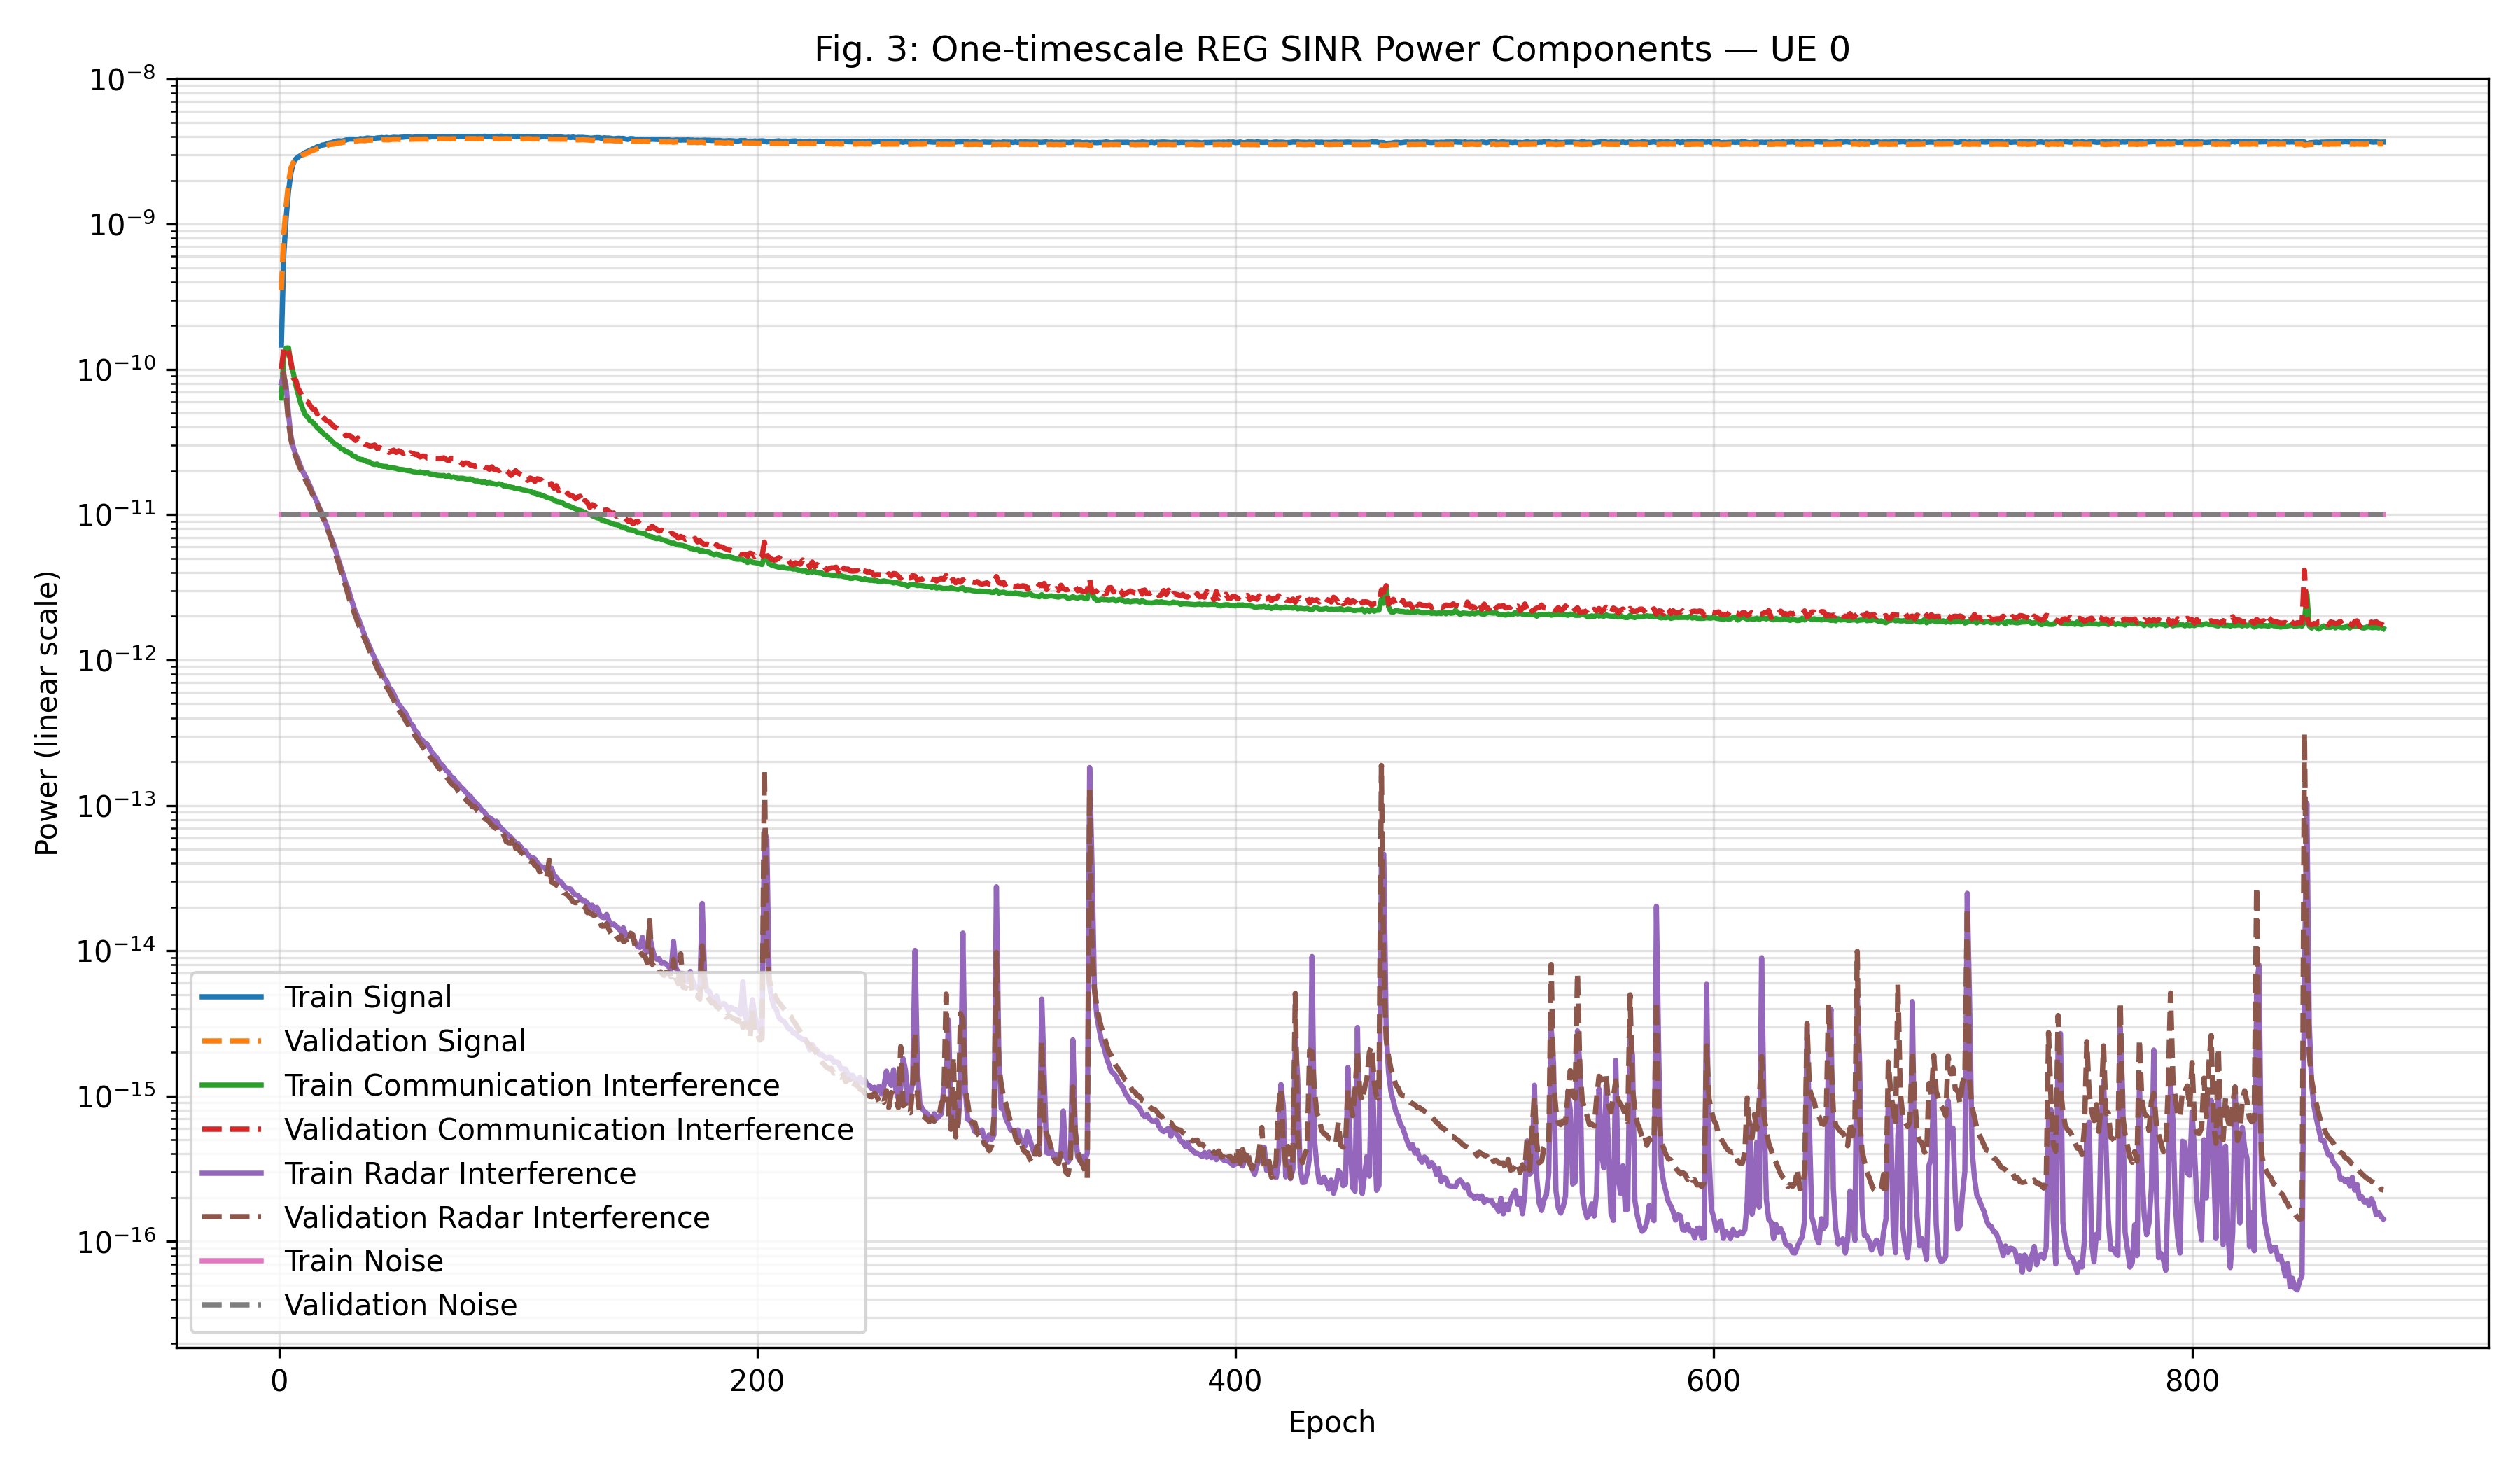 Fig. 3: One-timescale REG SINR Power Components — UE 0
Power (linear scale)
10⁻⁸
10⁻⁹
10⁻¹⁰
10⁻¹¹
10⁻¹²
10⁻¹³
10⁻¹⁴
10⁻¹⁵
10⁻¹⁶
Train Signal
Validation Signal
Train Communication Interference
Validation Communication Interference
Train Radar Interference
Validation Radar Interference
Train Noise
Validation Noise
0 200 400 600 800
Epoch